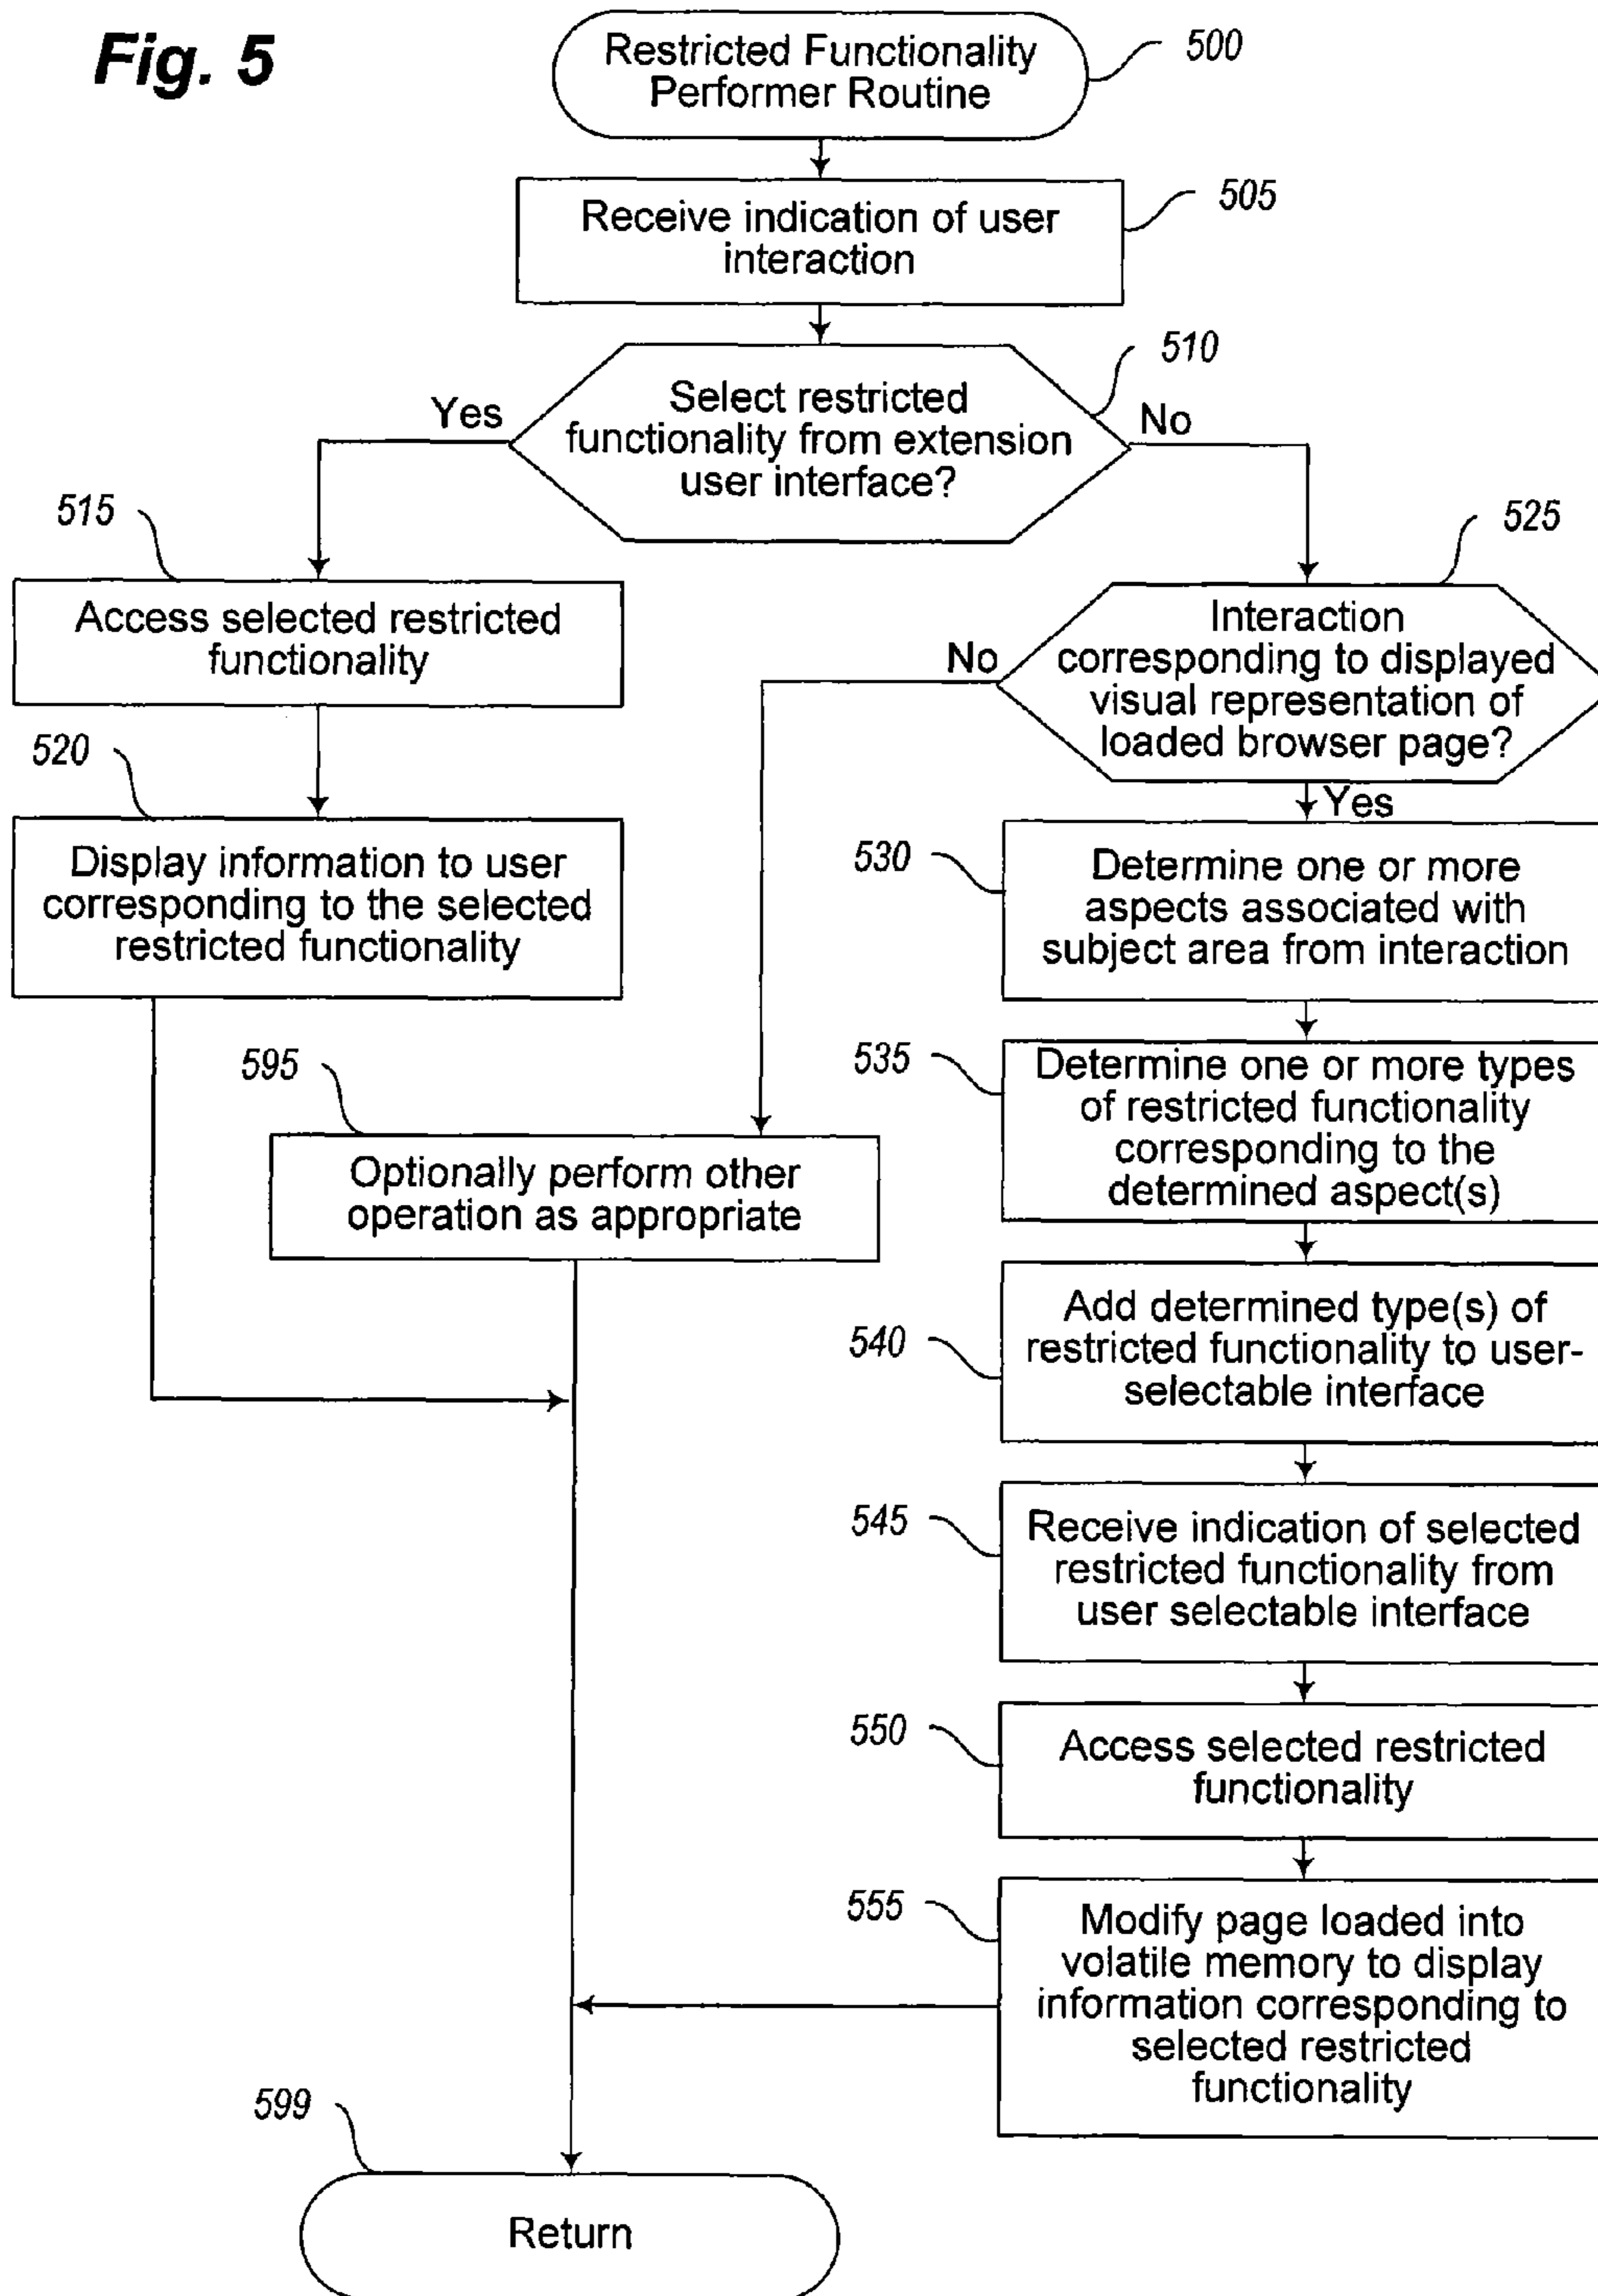 Fig. 5
Restricted Functionality
Performer Routine
500
Receive indication of user
interaction
505
Select restricted
functionality from extension
user interface?
510
Yes
No
515
Access selected restricted
functionality
525
Interaction
corresponding to displayed
visual representation of
loaded browser page?
No
Yes
520
Display information to user
corresponding to the selected
restricted functionality
530
Determine one or more
aspects associated with
subject area from interaction
535
Determine one or more types
of restricted functionality
corresponding to the
determined aspect(s)
595
Optionally perform other
operation as appropriate
540
Add determined type(s) of
restricted functionality to user-
selectable interface
545
Receive indication of selected
restricted functionality from
user selectable interface
550
Access selected restricted
functionality
555
Modify page loaded into
volatile memory to display
information corresponding to
selected restricted
functionality
599
Return